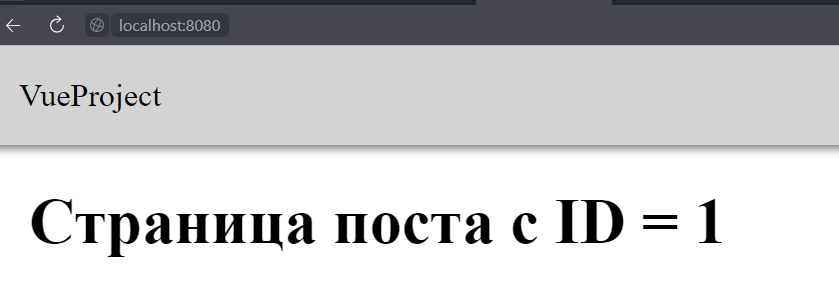 localhost:8080
VueProject
Страница поста с ID = 1